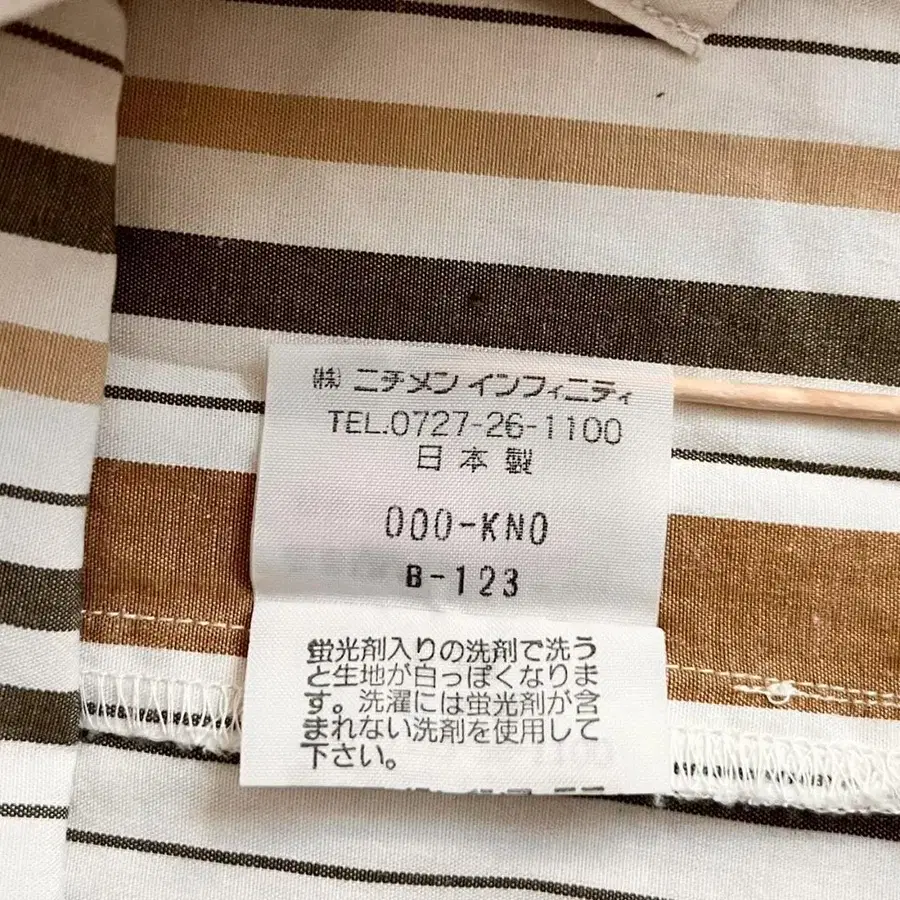 (株) ニチメン インフィニティ
TEL.0727-26-1100
日本製
000-KNO
B-123
蛍光剤入りの洗剤で洗う
と生地が白っぽくなりま
す。洗濯には蛍光剤が含
まれない洗剤を使用して
下さい。